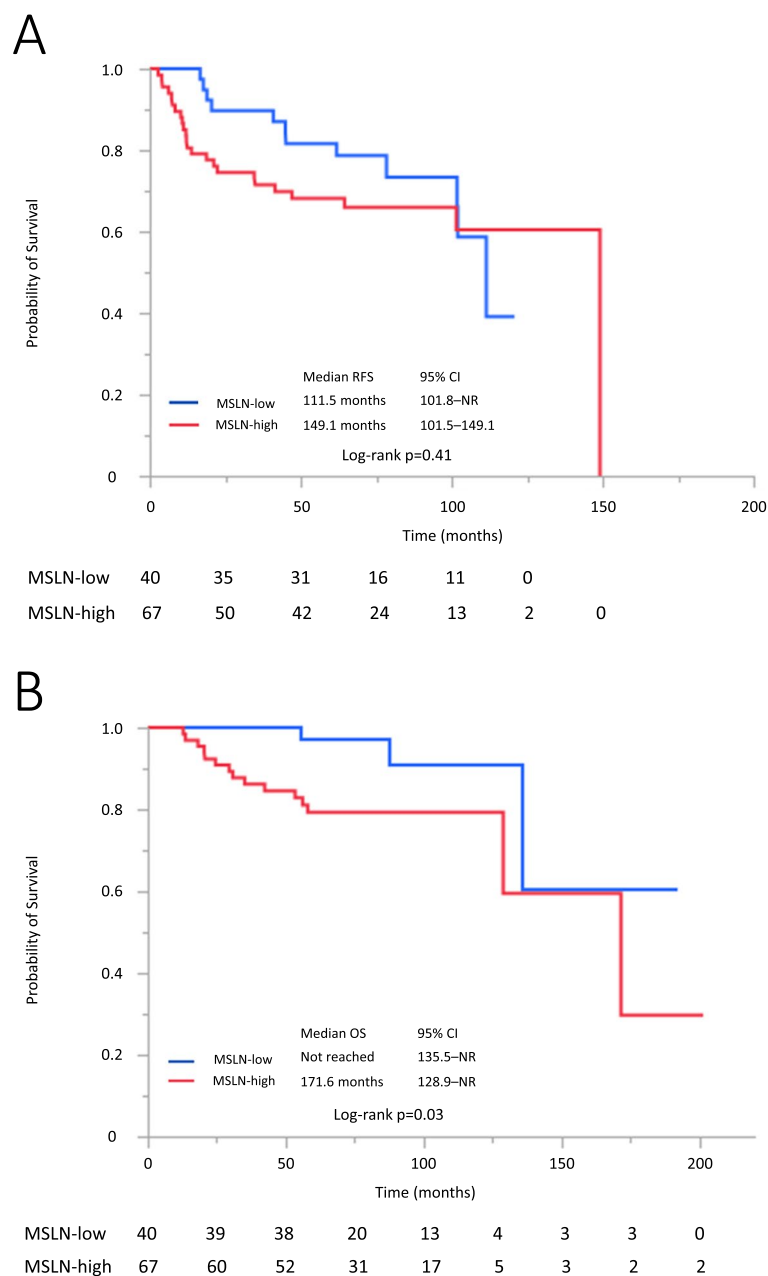 A
1.0
0.8
0.6
0.4
0.2
0
Probability of Survival
Median RFS 95% CI
MSLN-low 111.5 months 101.8–NR
MSLN-high 149.1 months 101.5–149.1
Log-rank p=0.41
0 50 100 150 200
Time (months)
MSLN-low 40 35 31 16 11 0
MSLN-high 67 50 42 24 13 2 0
B
1.0
0.8
0.6
0.4
0.2
0
Probability of Survival
Median OS 95% CI
MSLN-low Not reached 135.5–NR
MSLN-high 171.6 months 128.9–NR
Log-rank p=0.03
0 50 100 150 200
Time (months)
MSLN-low 40 39 38 20 13 4 3 3 0
MSLN-high 67 60 52 31 17 5 3 2 2